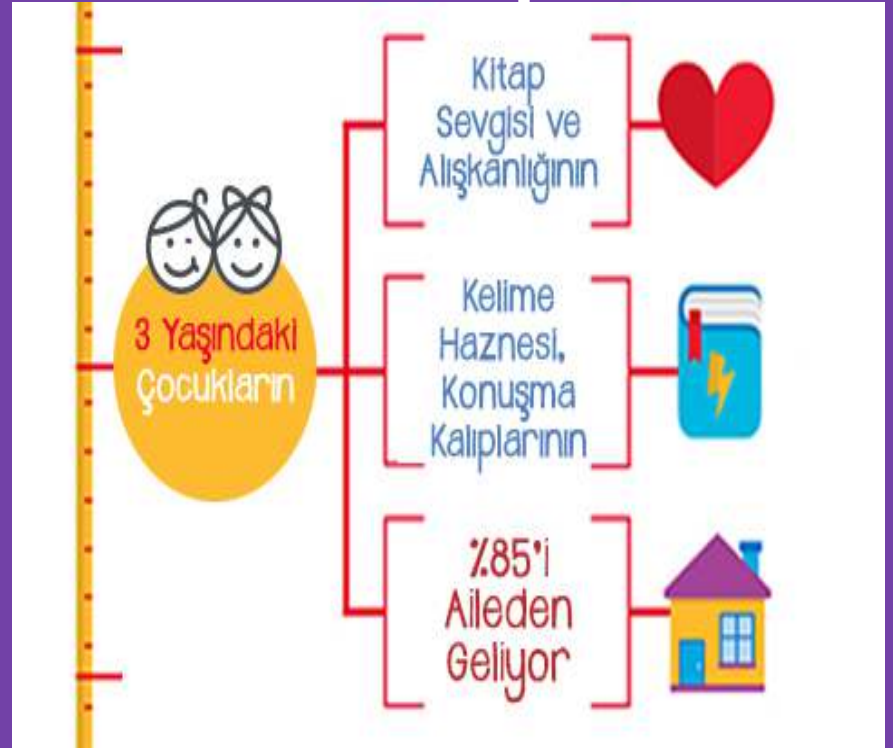 3 Yaşındaki
Çocukların
Kitap
Sevgisi ve
Alışkanlığının
Kelime
Haznesi,
Konuşma
Kalıplarının
%85'i
Aileden
Geliyor